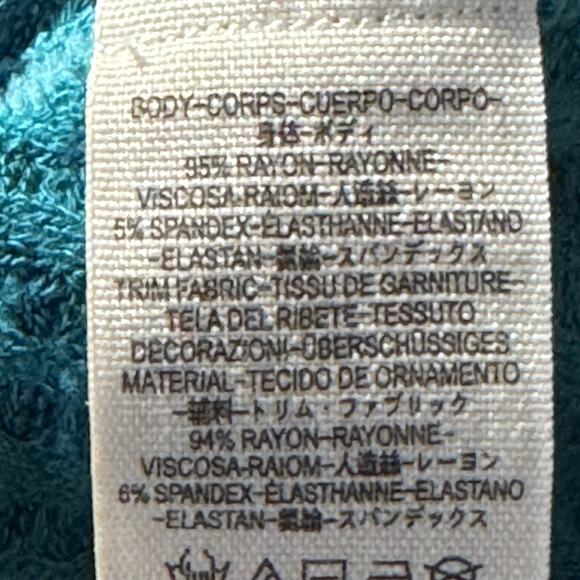 BODY-CORPS-CUERPO-CORPO-
身体-ボディ
95% RAYON-RAYONNE-
VISCOSA-RAIOM-人造絲-レーヨン
5% SPANDEX-ÉLASTHANNE-ELASTANO
-ELASTAN-氨綸-スパンデックス
TRIM FABRIC-TISSU DE GARNITURE-
TELA DEL RIBETE-TESSUTO
DECORAZIONI-ÜBERSCHÜSSIGES
MATERIAL-TECIDO DE ORNAMENTO
-輔料-トリム・ファブリック
94% RAYON-RAYONNE-
VISCOSA-RAIOM-人造絲-レーヨン
6% SPANDEX-ÉLASTHANNE-ELASTANO
-ELASTAN-氨綸-スパンデックス